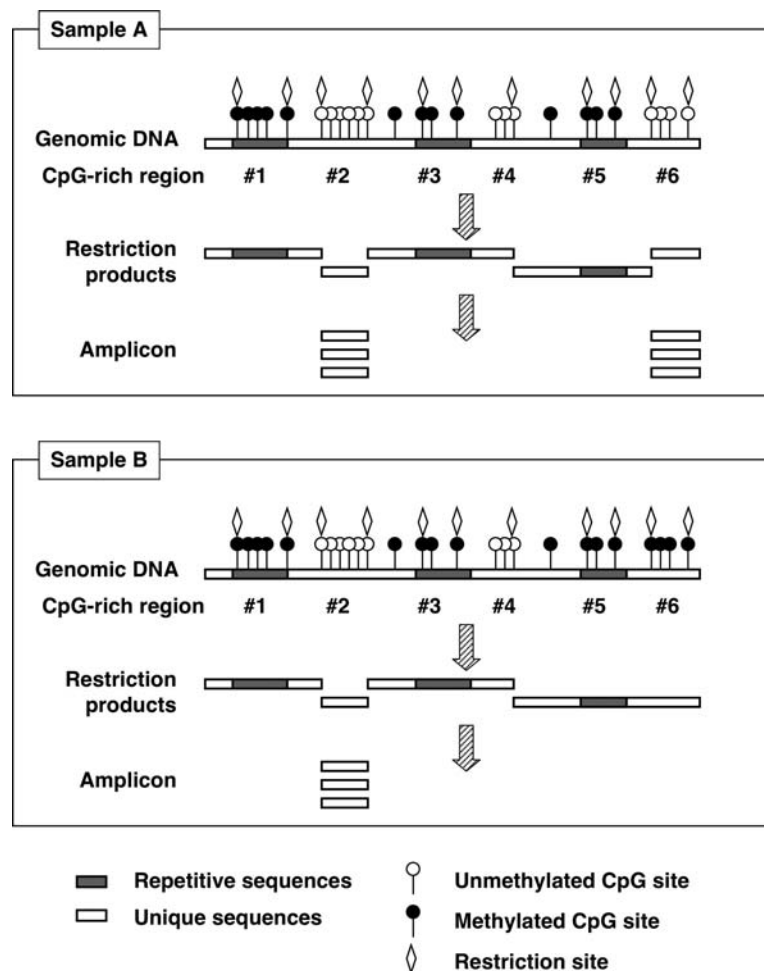 Sample A
Genomic DNA
CpG-rich region #1 #2 #3 #4 #5 #6
Restriction
products
Amplicon
Sample B
Genomic DNA
CpG-rich region #1 #2 #3 #4 #5 #6
Restriction
products
Amplicon
Repetitive sequences
Unmethylated CpG site
Unique sequences
Methylated CpG site
Restriction site